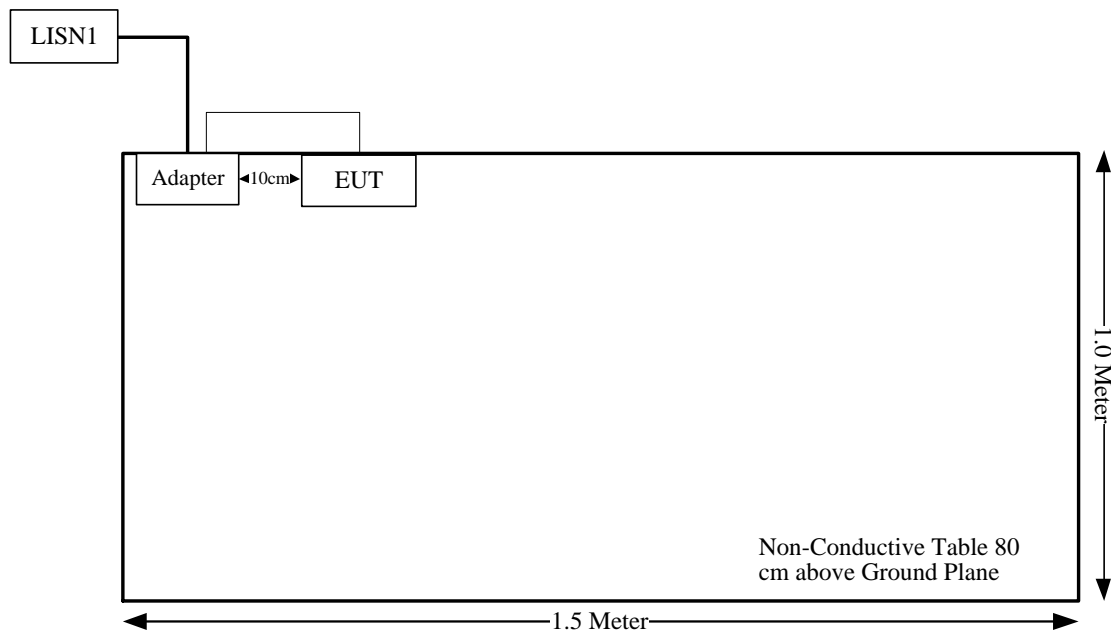 LISN1
Adapter
10cm
EUT
1.0 Meter
Non-Conductive Table 80
cm above Ground Plane
1.5 Meter